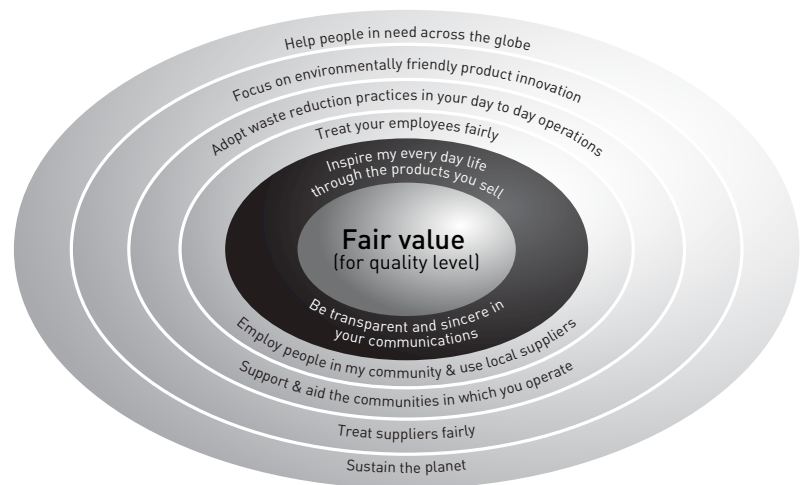 Help people in need across the globe
Focus on environmentally friendly product innovation
Adopt waste reduction practices in your day to day operations
Treat your employees fairly
Inspire my every day life
through the products you sell
Fair value
(for quality level)
Be transparent and sincere in
your communications
Employ people in my community & use local suppliers
Support & aid the communities in which you operate
Treat suppliers fairly
Sustain the planet